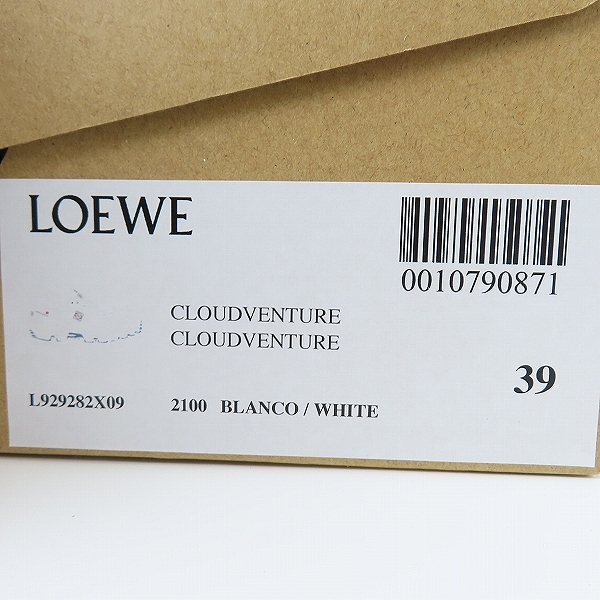 LOEWE
0010790871
CLOUDVENTURE
CLOUDVENTURE
39
L929282X09 2100 BLANCO / WHITE